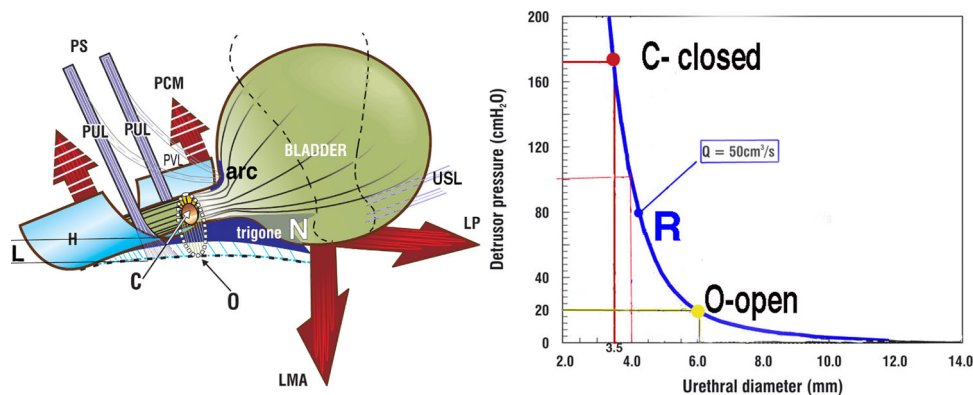 PS
PCM
PUL
PUL
PVL
arc
BLADDER
USL
H
trigone
N
LP
L
C
O
LMA
Detrusor pressure (cmH₂O)
200
160
120
80
40
20
0
C- closed
Q = 50cm³/s
R
O-open
3.5
2.0
4.0
6.0
8.0
10.0
12.0
14.0
Urethral diameter (mm)